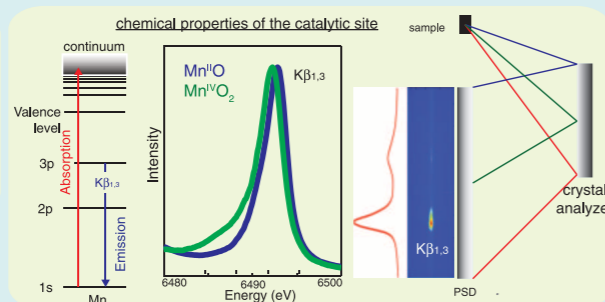 chemical properties of the catalytic site
continuum
Valence
level
3p
2p
1s
Mn
Absorption
Kβ1,3
Emission
Intensity
MnIIO
MnIVO2
Kβ1,3
6480
6490
6500
Energy (eV)
sample
Kβ1,3
PSD
crystal
analyze